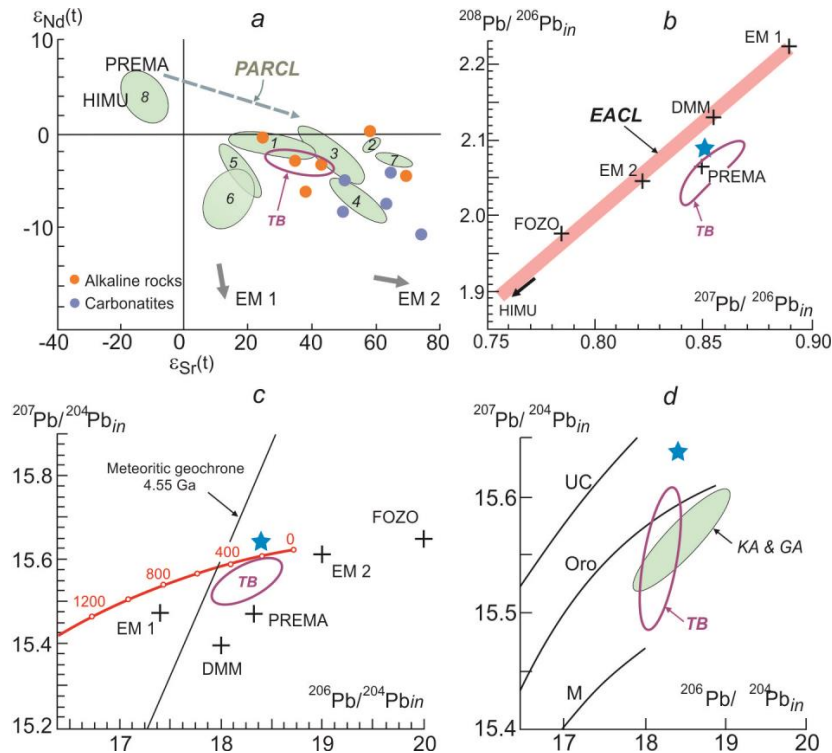 εNd(t)
a
10
PREMA
HIMU
8
PARCL
0
1
2
3
7
5
6
4
TB
-10
Alkaline rocks
Carbonatites
EM 1
EM 2
-40
-20
0
20
40
60
80
εSr(t)
208Pb/ 206Pbin
b
EM 1
2.2
DMM
EACL
2.1
EM 2
PREMA
TB
2.0
FOZO
1.9
HIMU
207Pb/ 206Pbin
0.75
0.80
0.85
0.90
c
207Pb/ 204Pbin
Meteoritic geochrone
4.55 Ga
15.8
FOZO
0
400
15.6
EM 2
800
TB
1200
EM 1
PREMA
15.4
DMM
206Pb/204Pbin
15.2
17
18
19
20
d
207Pb/ 204Pbin
UC
15.6
KA & GA
Oro
15.5
TB
M
206Pb/ 204Pbin
15.4
17
18
19
20